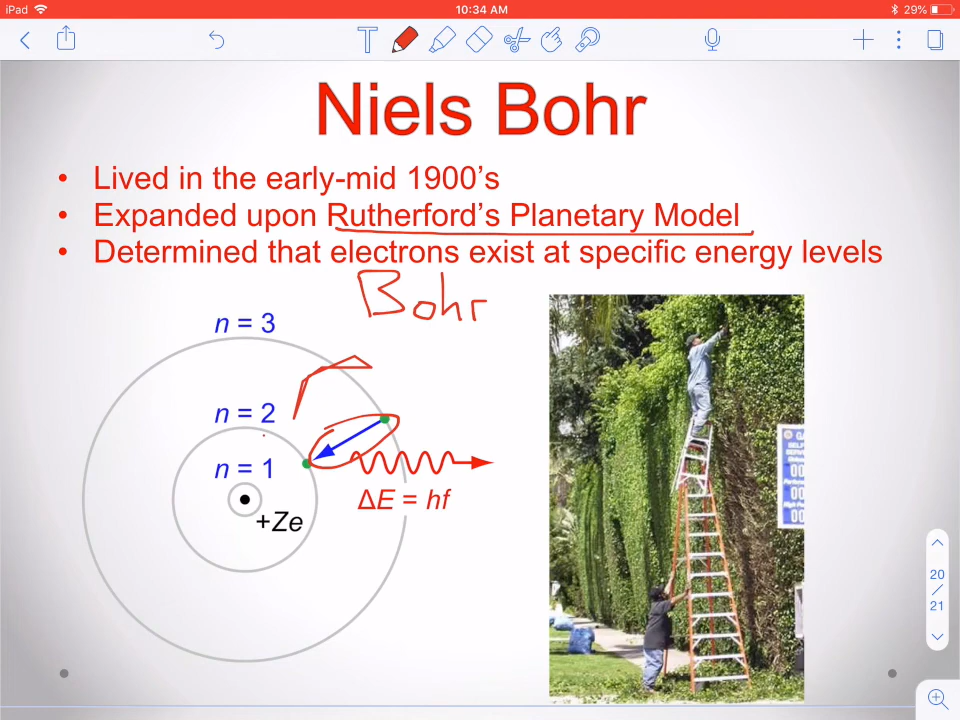 iPad 10:34 AM 29%
T
Niels Bohr
• Lived in the early-mid 1900's
• Expanded upon Rutherford's Planetary Model
• Determined that electrons exist at specific energy levels
Bohr
n = 3
n = 2
n = 1
+Ze
ΔE = hf
20
/
21